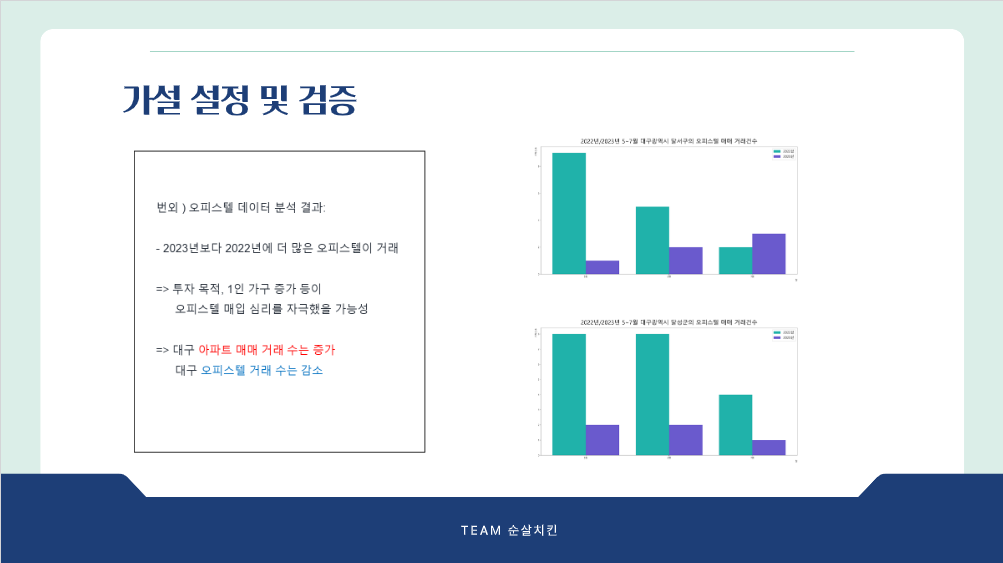 가설 설정 및 검증
번외 ) 오피스텔 데이터 분석 결과:
- 2023년보다 2022년에 더 많은 오피스텔이 거래
=> 투자 목적, 1인 가구 증가 등이
오피스텔 매입 심리를 자극했을 가능성
=> 대구 아파트 매매 거래 수는 증가
대구 오피스텔 거래 수는 감소
2022년/2023년 5~7월 대구광역시 달서구의 오피스텔 매매 거래건수
2022년/2023년 5~7월 대구광역시 달성군의 오피스텔 매매 거래건수
TEAM 순살치킨